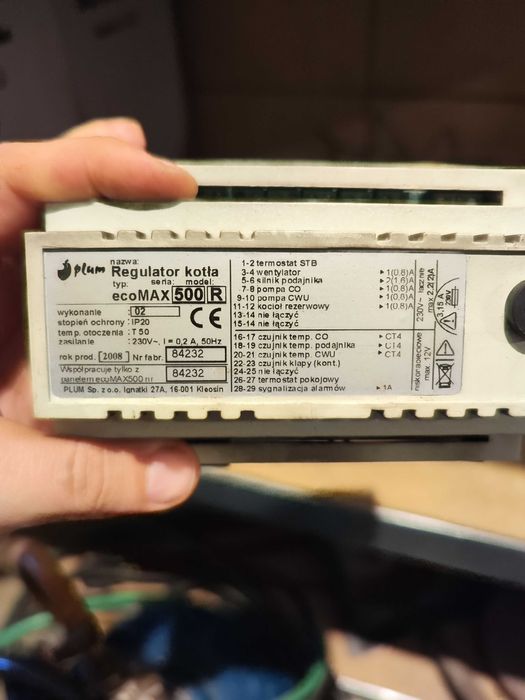 plum
nazwa:
Regulator kotła
typ: seria: model:
ecoMAX 500 R
wykonanie : 02
stopień ochrony : IP20
temp. otoczenia : T50
zasilanie : 230V~, I = 0,2 A, 50Hz
rok prod. 2008 Nr fabr. 84232
Współpracuje tylko z
panelem ecoMAX500 nr 84232
PLUM Sp. z o.o. Ignatki 27A, 16-001 Kleosin
CE
1-2 termostat STB
3-4 wentylator 1(0,8)A
5-6 silnik podajnika 2(1,6)A
7-8 pompa CO 1(0,8)A
9-10 pompa CWU 1(0,8)A
11-12 kocioł rezerwowy 1(0,8)A
13-14 nie łączyć
15-14 nie łączyć
16-17 czujnik temp. CO CT4
18-19 czujnik temp. podajnika CT4
20-21 czujnik temp. CWU CT4
22-23 czujnik klapy (kont.)
24-25 nie łączyć
26-27 termostat pokojowy
28-29 sygnalizacja alarmów 1A
230V~ łącznie
max 2,2(2)A
niskonapięciowe
max. 12V
3,15A